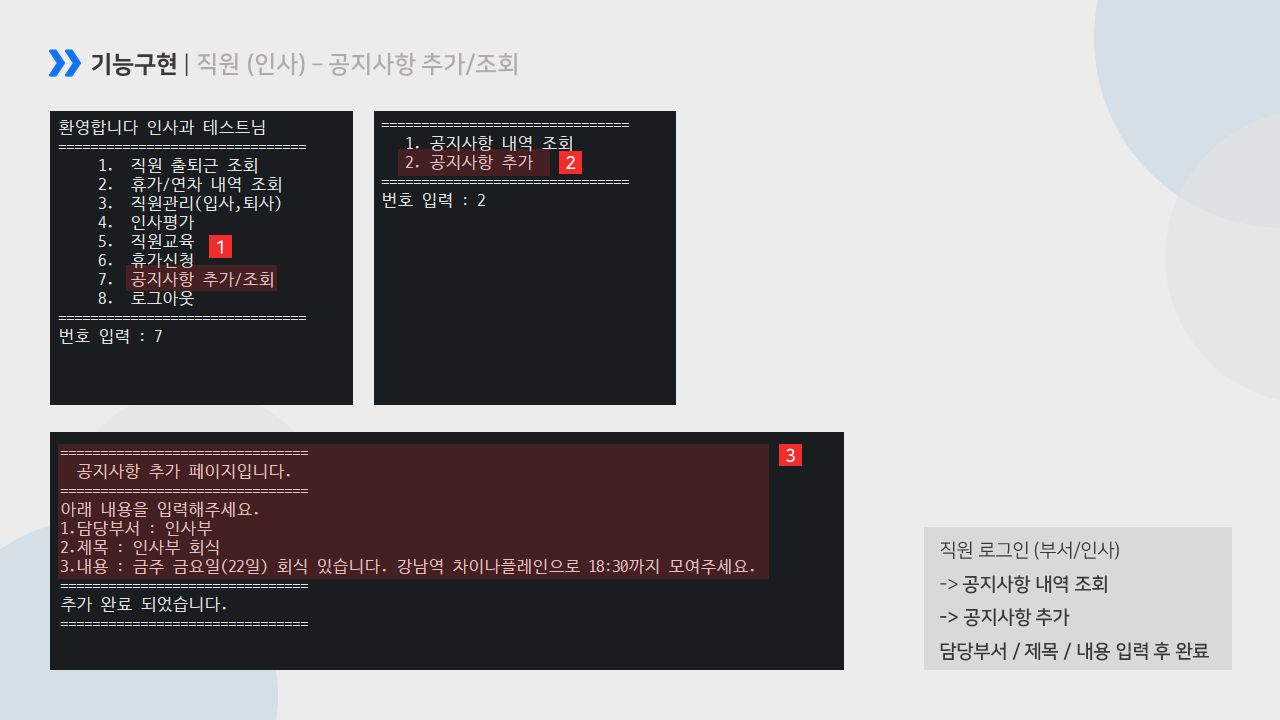 기능구현 | 직원 (인사) – 공지사항 추가/조회
환영합니다 인사과 테스트님
===============================
1. 직원 출퇴근 조회
2. 휴가/연차 내역 조회
3. 직원관리(입사,퇴사)
4. 인사평가
5. 직원교육
1
6. 휴가신청
7. 공지사항 추가/조회
8. 로그아웃
===============================
번호 입력 : 7
===============================
1. 공지사항 내역 조회
2. 공지사항 추가
2
===============================
번호 입력 : 2
===============================
3
공지사항 추가 페이지입니다.
===============================
아래 내용을 입력해주세요.
1.담당부서 : 인사부
2.제목 : 인사부 회식
3.내용 : 금주 금요일(22일) 회식 있습니다. 강남역 차이나플레인으로 18:30까지 모여주세요.
===============================
추가 완료 되었습니다.
===============================
직원 로그인 (부서/인사)
-> 공지사항 내역 조회
-> 공지사항 추가
담당부서 / 제목 / 내용 입력 후 완료